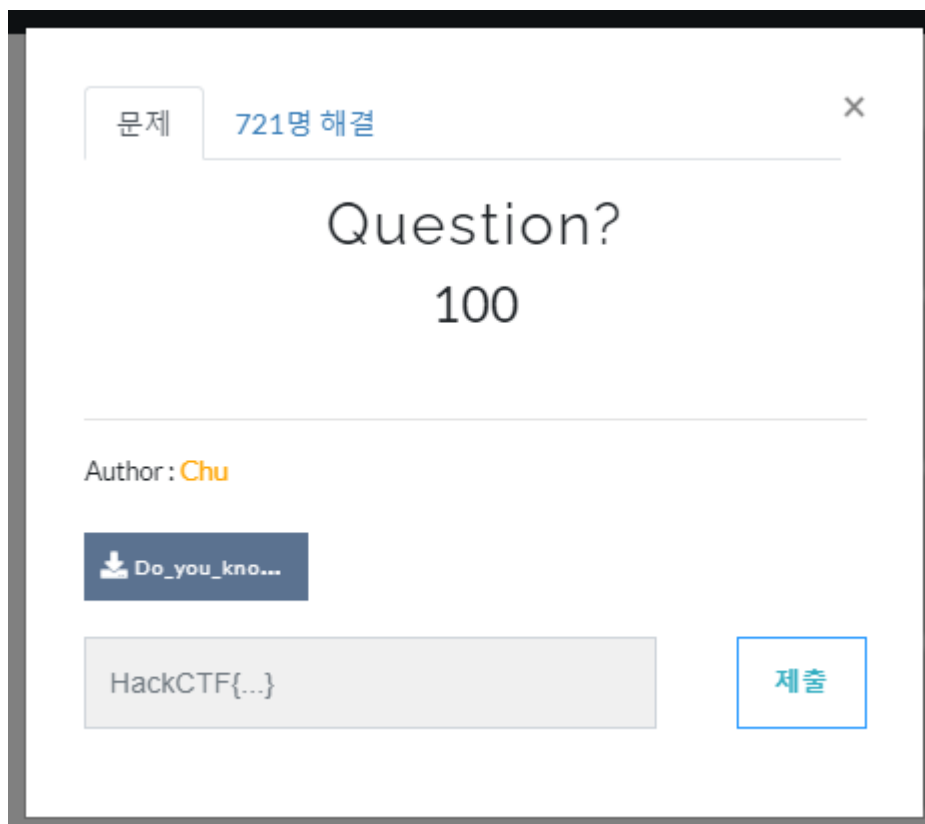 문제 721명 해결 ×
Question?
100
Author : Chu
Do_you_kno...
HackCTF{...} 제출